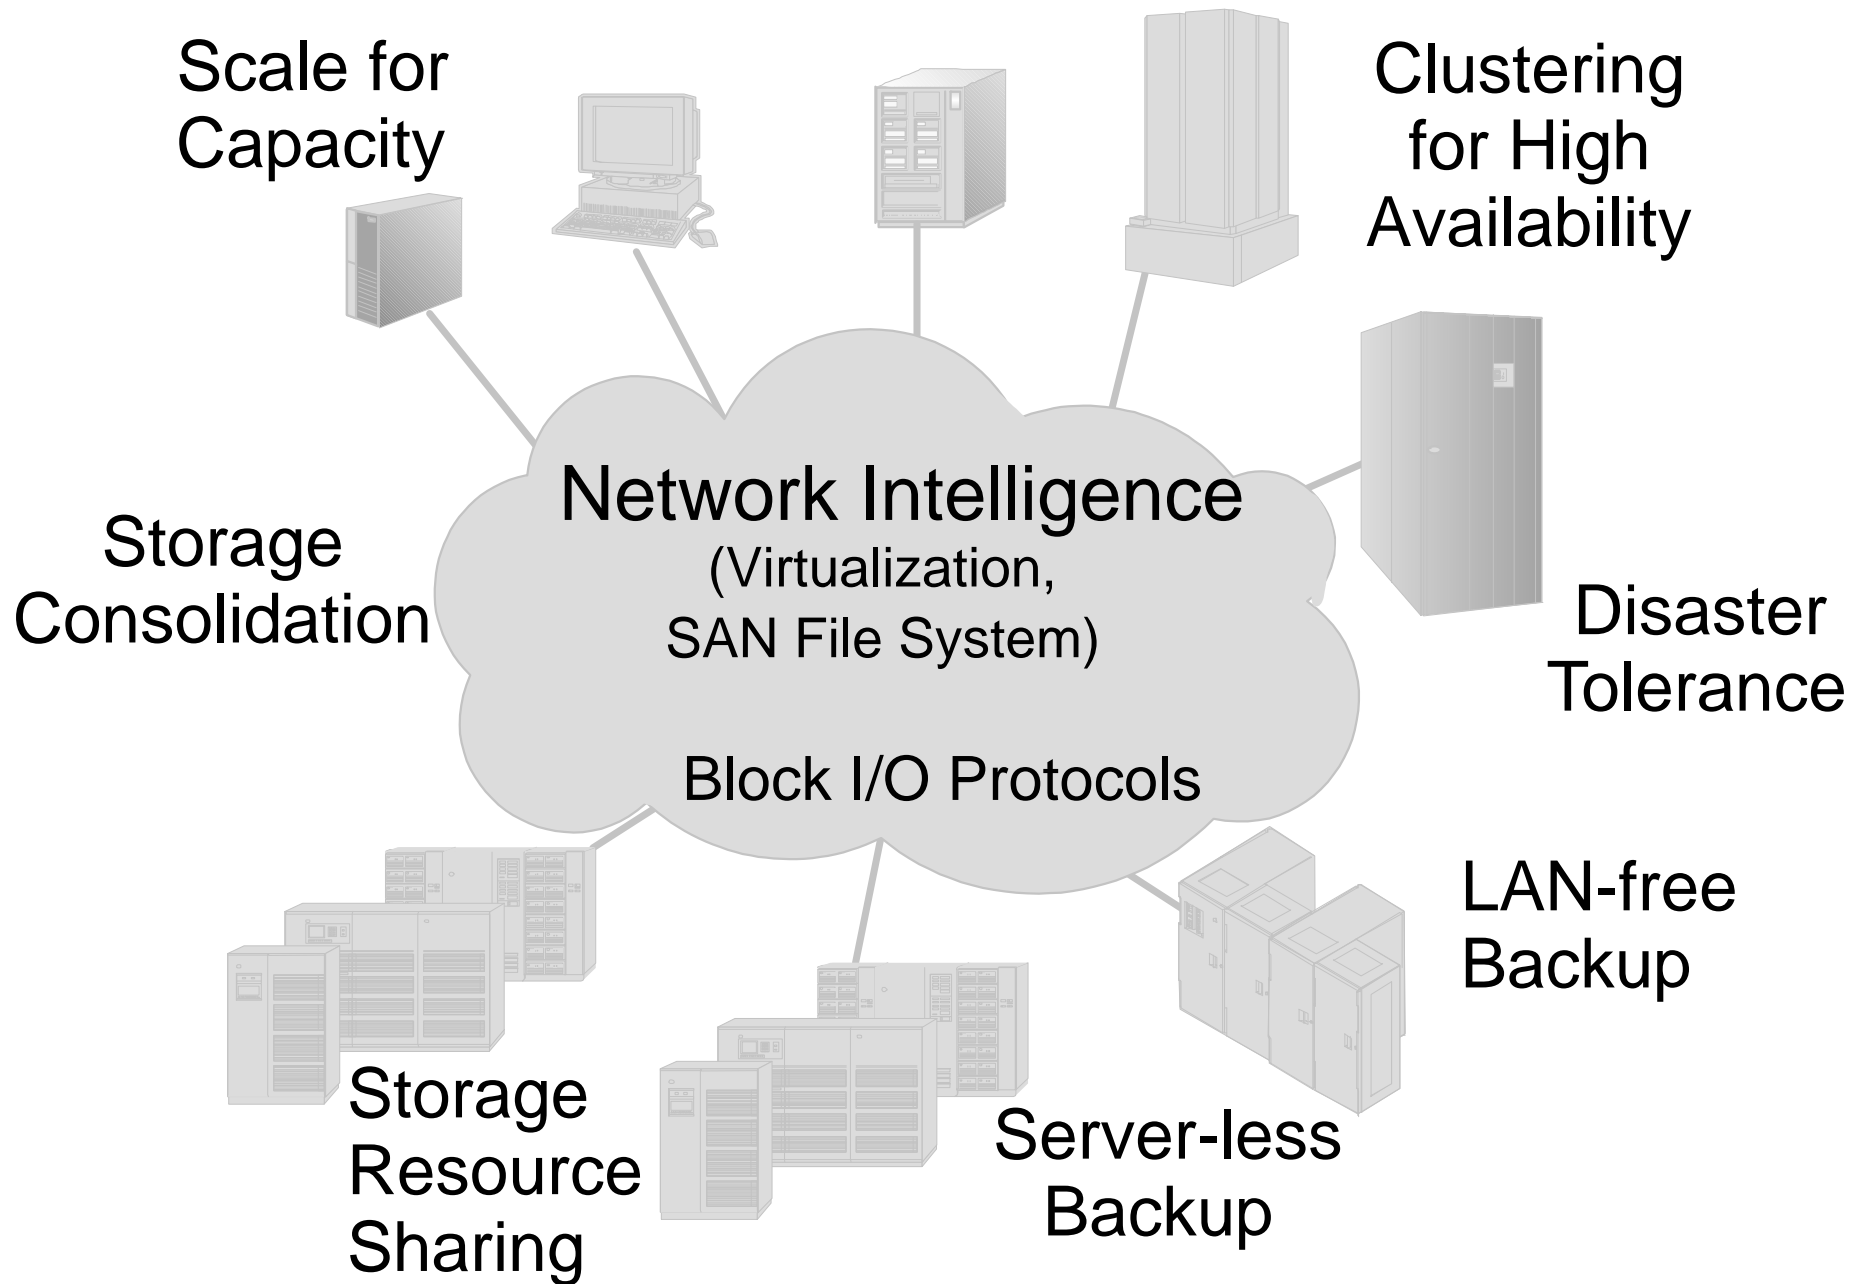 Scale for
Capacity
Clustering
for High
Availability
Network Intelligence
(Virtualization,
SAN File System)
Storage
Consolidation
Disaster
Tolerance
Block I/O Protocols
LAN-free
Backup
Storage
Resource
Sharing
Server-less
Backup